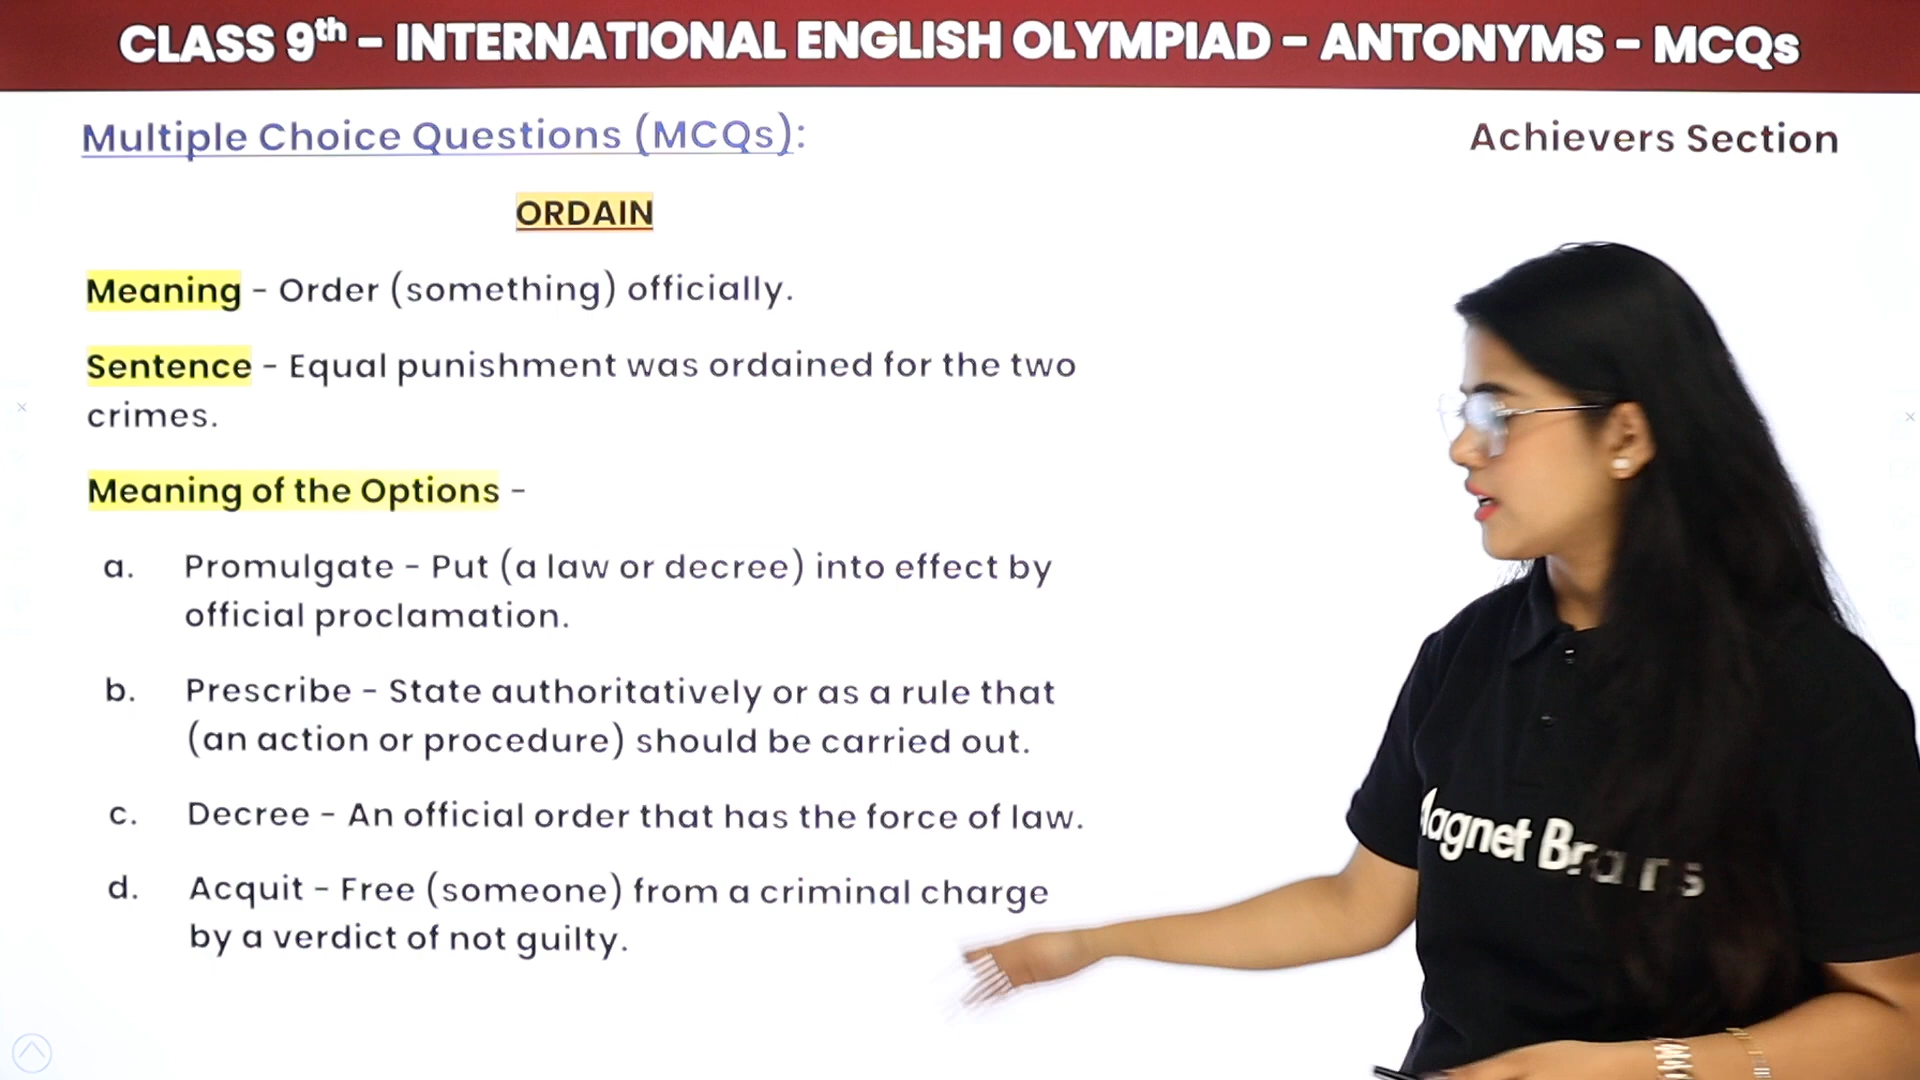 CLASS 9th - INTERNATIONAL ENGLISH OLYMPIAD - ANTONYMS - MCQs
Multiple Choice Questions (MCQs):
Achievers Section
ORDAIN
Meaning - Order (something) officially.
Sentence - Equal punishment was ordained for the two
crimes.
Meaning of the Options -
a. Promulgate - Put (a law or decree) into effect by
official proclamation.
b. Prescribe - State authoritatively or as a rule that
(an action or procedure) should be carried out.
c. Decree - An official order that has the force of law.
d. Acquit - Free (someone) from a criminal charge
by a verdict of not guilty.
Magnet Brains